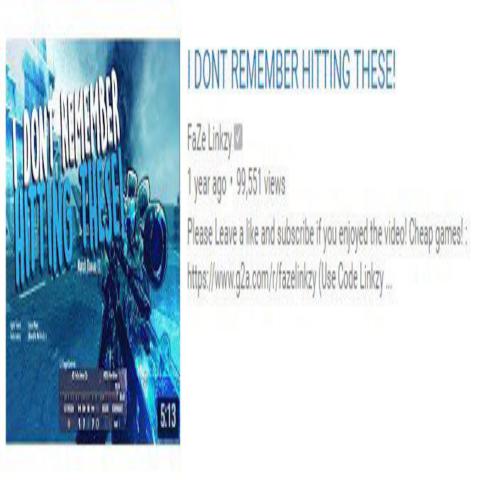 I DONT REMEMBER HITTING THESE!
FaZe Linkzy
1 year ago • 99,551 views
Please Leave a like and subscribe if you enjoyed the video! Cheap games! :
https://www.g2a.com/r/fazelinkzy (Use Code Linkzy ...
I DON'T REMEMBER
HITTING THESE!
5:13